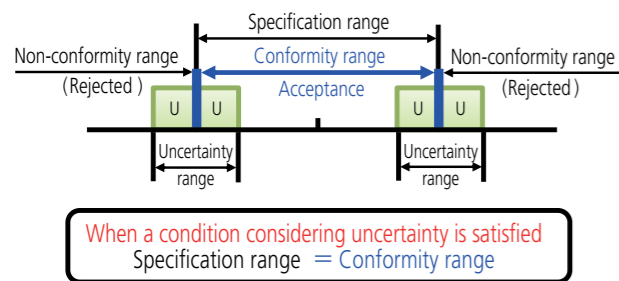 Specification range
Non-conformity range
(Rejected )
Conformity range
Acceptance
Non-conformity range
(Rejected )
U U
U U
Uncertainty
range
Uncertainty
range
When a condition considering uncertainty is satisfied
Specification range = Conformity range